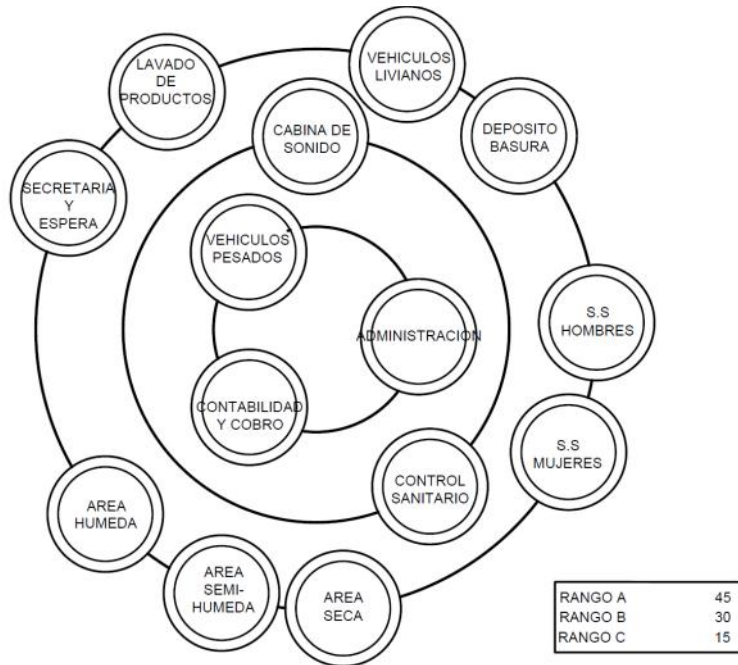 LAVADO
DE
PRODUCTOS
VEHICULOS
LIVIANOS
CABINA DE
SONIDO
DEPOSITO
BASURA
SECRETARIA
Y
ESPERA
VEHICULOS
PESADOS
S.S
HOMBRES
ADMINISTRACION
CONTABILIDAD
Y COBRO
S.S
MUJERES
CONTROL
SANITARIO
AREA
HUMEDA
AREA
SEMI-
HUMEDA
AREA
SECA
RANGO A 45
RANGO B 30
RANGO C 15